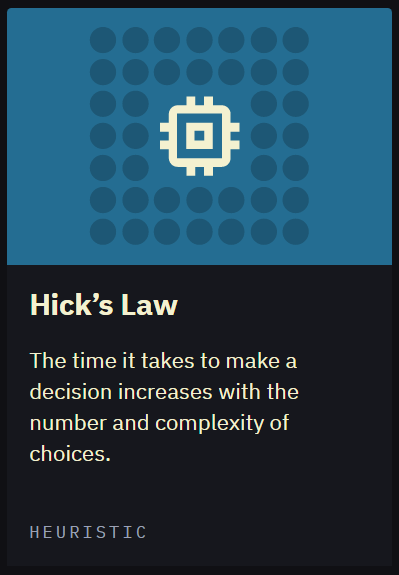 Hick’s Law
The time it takes to make a
decision increases with the
number and complexity of
choices.
HEURISTIC